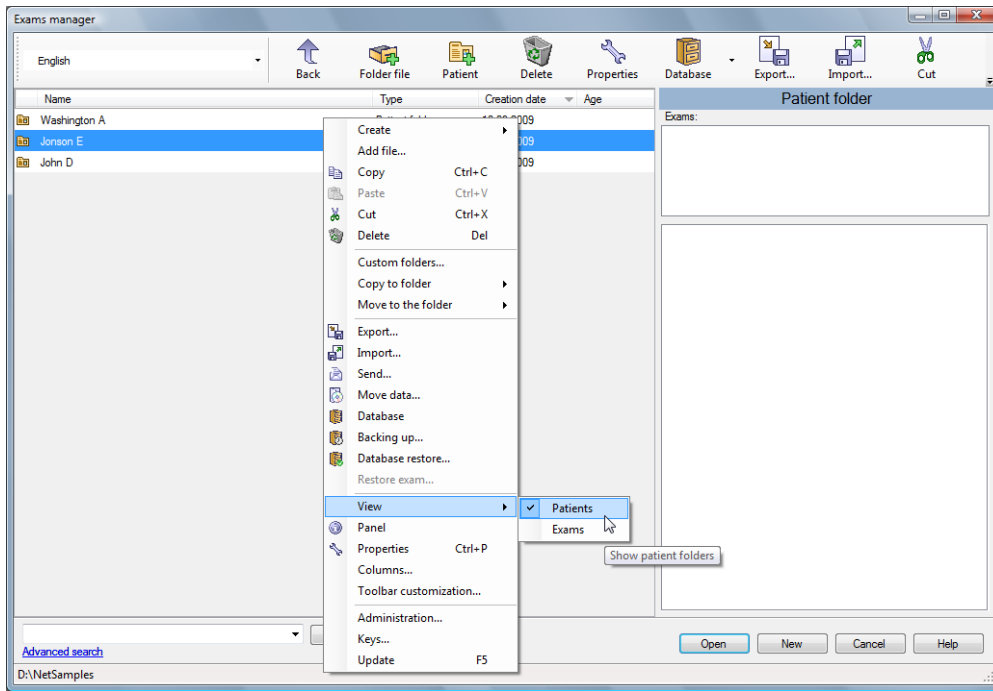 Exams manager
English
Back
Folder file
Patient
Delete
Properties
Database
Export...
Import...
Cut
Name Type Creation date Age
Washington A
Jonson E
John D
Patient folder
Exams:
Create
Add file...
Copy Ctrl+C
Paste Ctrl+V
Cut Ctrl+X
Delete Del
Custom folders...
Copy to folder
Move to the folder
Export...
Import...
Send...
Move data...
Database
Backing up...
Database restore...
Restore exam...
View
Panel
Properties Ctrl+P
Columns...
Toolbar customization...
Administration...
Keys...
Update F5
Patients
Exams
Show patient folders
Advanced search
Open
New
Cancel
Help
D:\NetSamples